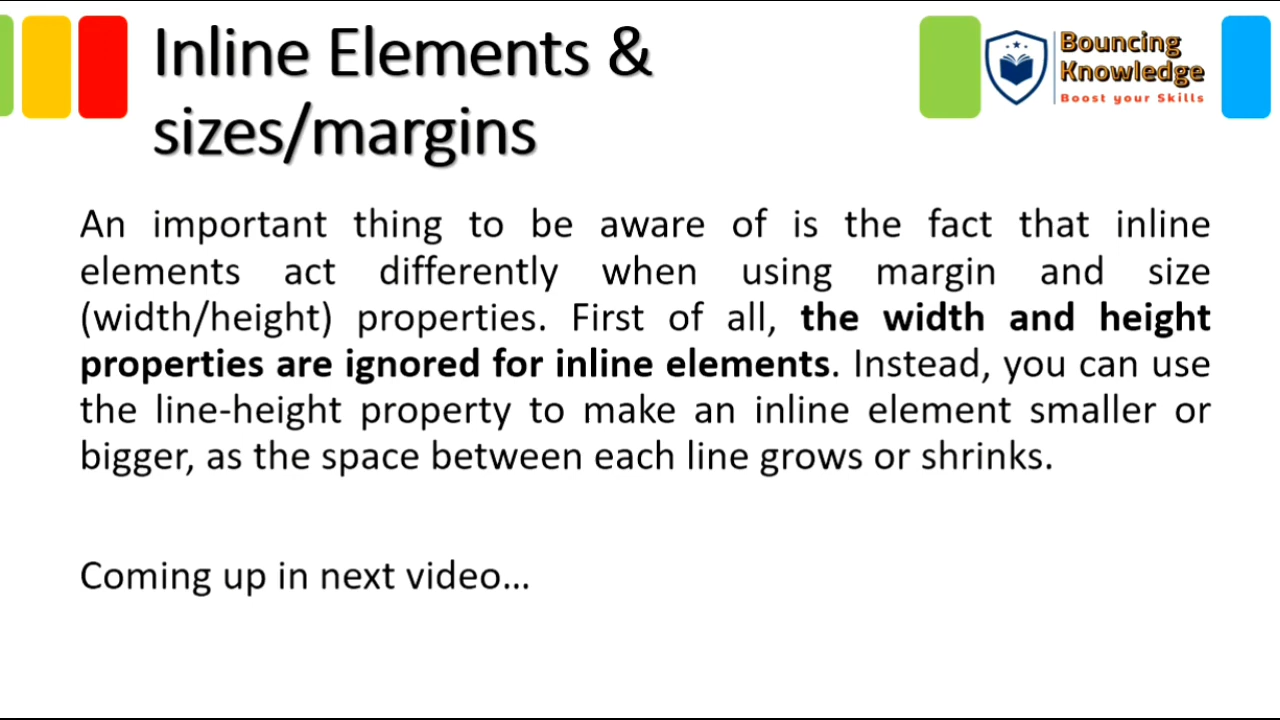 Inline Elements &
sizes/margins
Bouncing
Knowledge
Boost your Skills
An important thing to be aware of is the fact that inline
elements act differently when using margin and size
(width/height) properties. First of all, the width and height
properties are ignored for inline elements. Instead, you can use
the line-height property to make an inline element smaller or
bigger, as the space between each line grows or shrinks.
Coming up in next video...